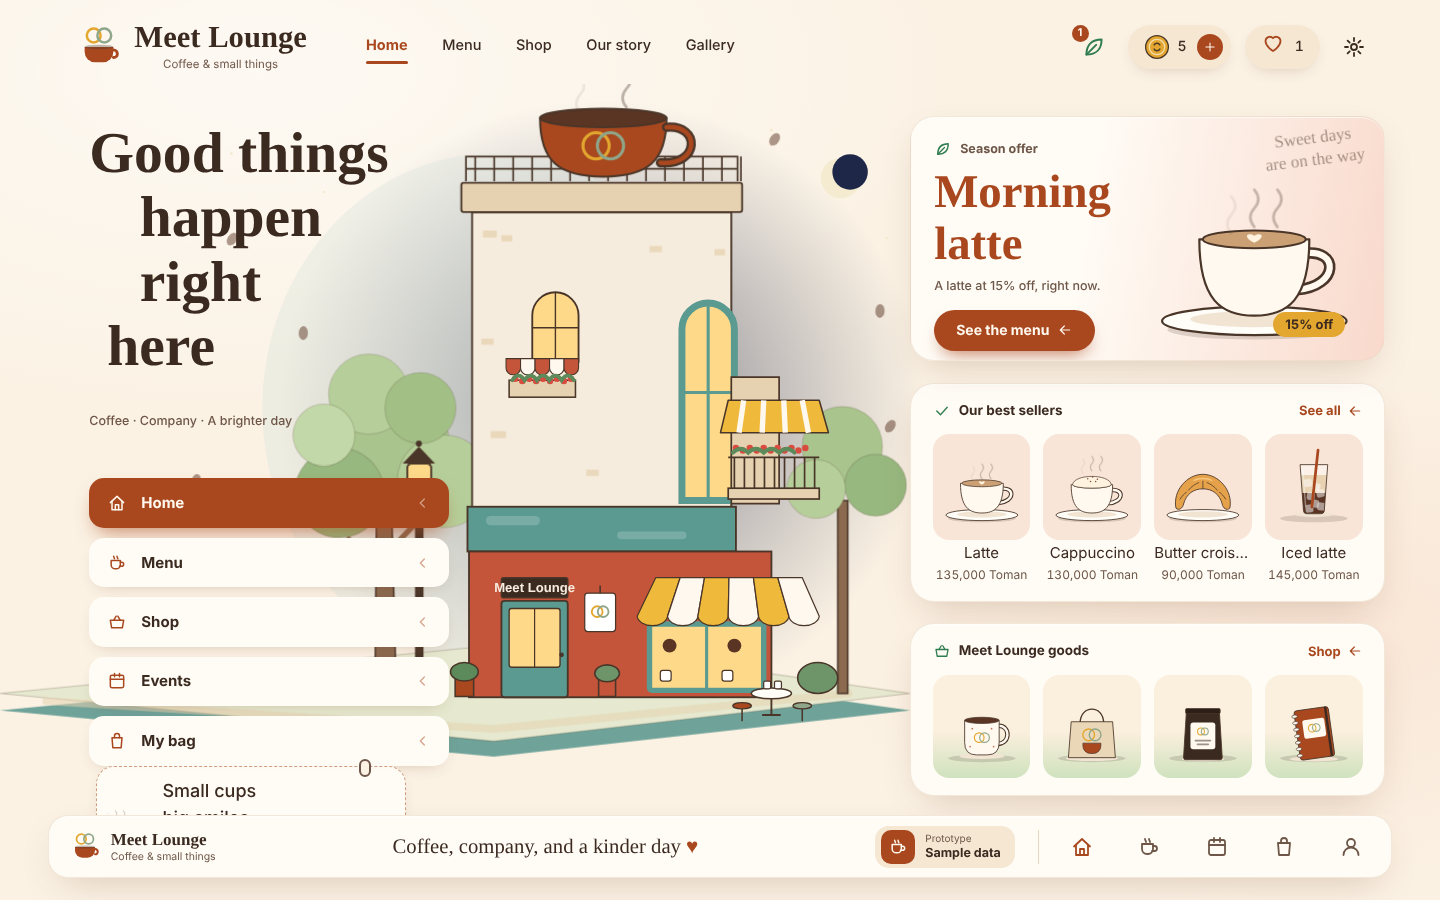 Meet Lounge
Coffee & small things
Home
Menu
Shop
Our story
Gallery
1
5
1
Good things
happen
right
here
Coffee · Company · A brighter day
Home
Menu
Shop
Events
My bag
Small cups
big smiles
Meet Lounge
Season offer
Sweet days
are on the way
Morning
latte
A latte at 15% off, right now.
See the menu
15% off
Our best sellers
See all
Latte
Cappuccino
Butter crois...
Iced latte
135,000 Toman
130,000 Toman
90,000 Toman
145,000 Toman
Meet Lounge goods
Shop
Meet Lounge
Coffee & small things
Coffee, company, and a kinder day ♥
Prototype
Sample data